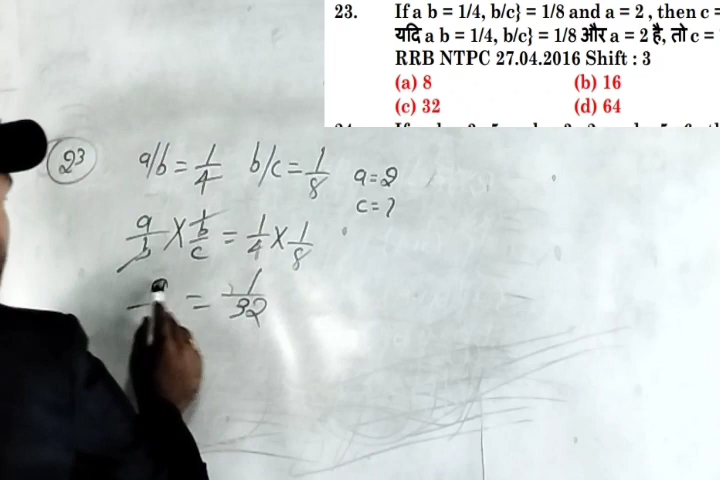 23. If a b = 1/4, b/c} = 1/8 and a = 2 , then c =
यदि a b = 1/4, b/c} = 1/8 और a = 2 है, तो c =
RRB NTPC 27.04.2016 Shift : 3
(a) 8 (b) 16
(c) 32 (d) 64
23 a/b = 1/4 b/c = 1/8 a=2
c=?
a/b × b/c = 1/4 × 1/8
= 1/32